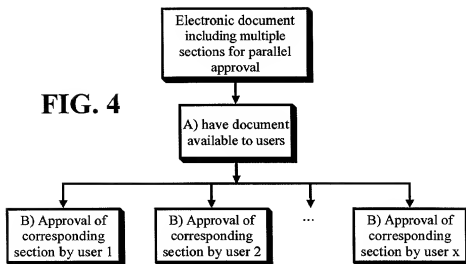 Electronic document
including multiple
sections for parallel
approval
FIG. 4
A) have document
available to users
B) Approval of
corresponding
section by user 1
B) Approval of
corresponding
section by user 2
...
B) Approval of
corresponding
section by user x